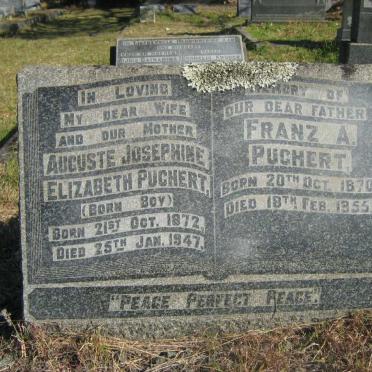 In Loving
My Dear Wife
and our Mother
Auguste Josephine
Elizabeth Puchert,
(Born Boy)
Born 21st Oct. 1872.
Died 25th Jan. 1947.
of
our Dear Father
Franz A.
Puchert
Born 20th Oct. 1870
Died 18th Feb. 1955
"Peace Perfect Peace."